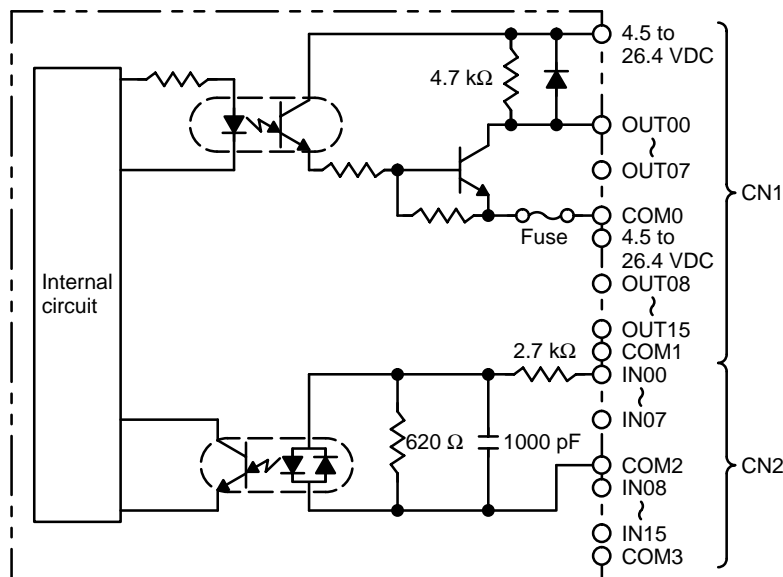 4.5 to
26.4 VDC
4.7 kΩ
OUT00
OUT07
CN1
COM0
Fuse
4.5 to
26.4 VDC
Internal
circuit
OUT08
OUT15
2.7 kΩ
COM1
IN00
IN07
620 Ω
1000 pF
COM2
CN2
IN08
IN15
COM3